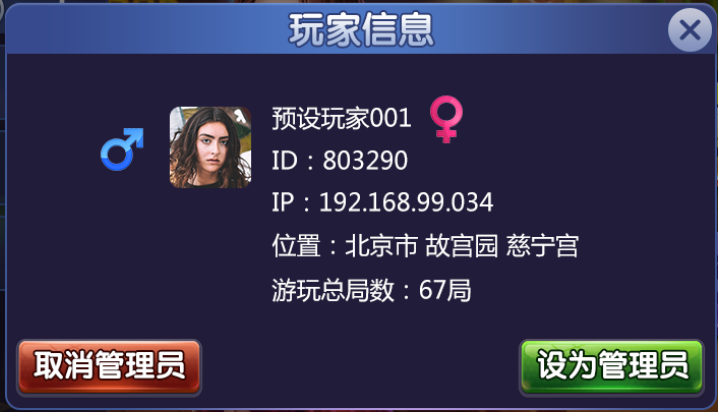 玩家信息
预设玩家001
ID：803290
IP：192.168.99.034
位置：北京市 故宫园 慈宁宫
游玩总局数：67局
取消管理员
设为管理员